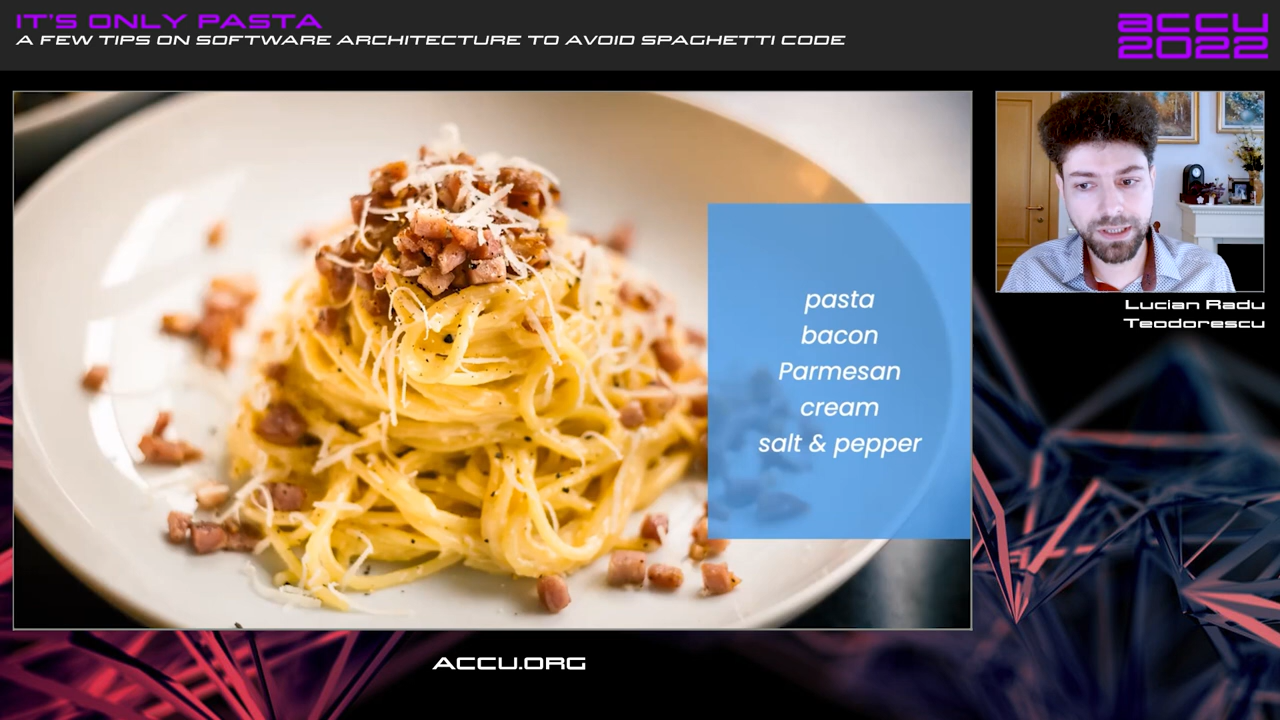 IT'S ONLY PASTA
A FEW TIPS ON SOFTWARE ARCHITECTURE TO AVOID SPAGHETTI CODE
accu
2022
pasta
bacon
Parmesan
cream
salt & pepper
Lucian Radu
Teodorescu
ACCU.ORG